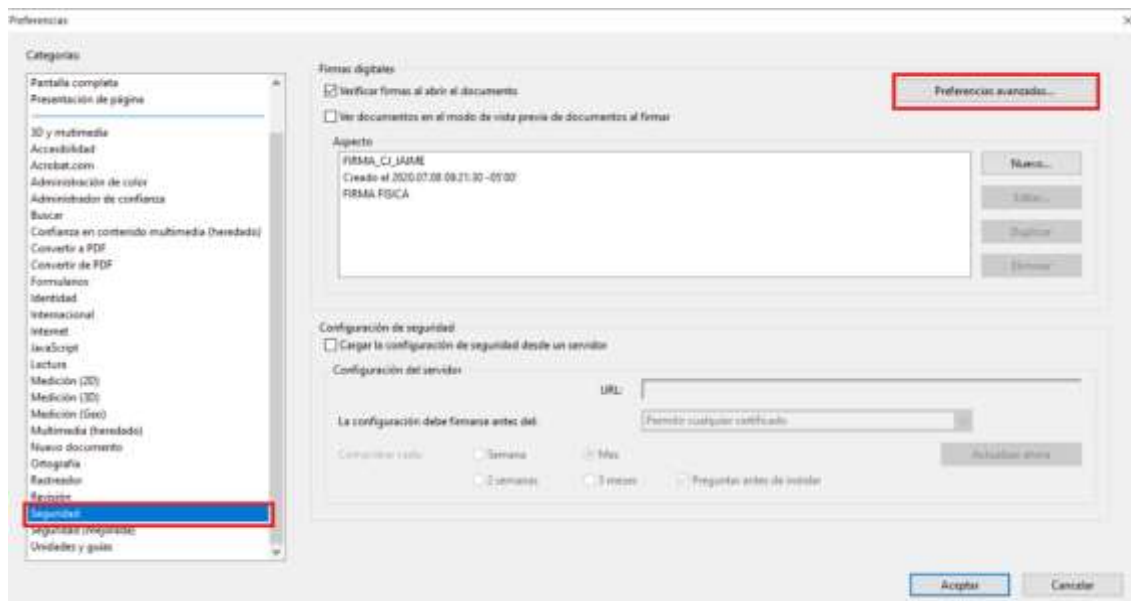 Preferencias
Categorías:
Pantalla completa
Presentación de página
3D y multimedia
Accesibilidad
Acrobat.com
Administración de color
Administrador de confianza
Buscar
Confianza en contenido multimedia (heredado)
Convertir a PDF
Convertir de PDF
Formularios
Identidad
Internacional
Internet
JavaScript
Lectura
Medición (2D)
Medición (3D)
Medición (Geo)
Multimedia (heredado)
Nuevo documento
Ortografía
Rastreador
Revisión
Seguridad
Seguridad (mejorada)
Unidades y guías
Firmas digitales
Verificar firmas al abrir el documento
Preferencias avanzadas...
Ver documentos en el modo de vista previa de documentos al firmar
Aspecto
FIRMA_CJ_JAIME
Creado el 2020.07.08 09:21:30 -05'00'
FIRMA FISICA
Nuevo...
Editar...
Duplicar
Eliminar
Configuración de seguridad
Cargar la configuración de seguridad desde un servidor
Configuración del servidor
URL:
La configuración debe firmarse antes del:
Permitir cualquier certificado
Comprobar cada:
Semana
Mes
Actualizar ahora
2 semanas
3 meses
Preguntar antes de instalar
Aceptar
Cancelar